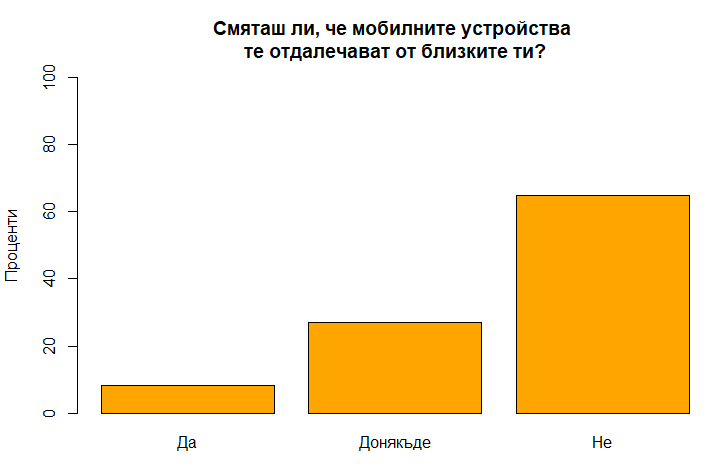 Смяташ ли, че мобилните устройства
те отдалечават от близките ти?
Проценти
100
80
60
40
20
0
Да Донякъде Не